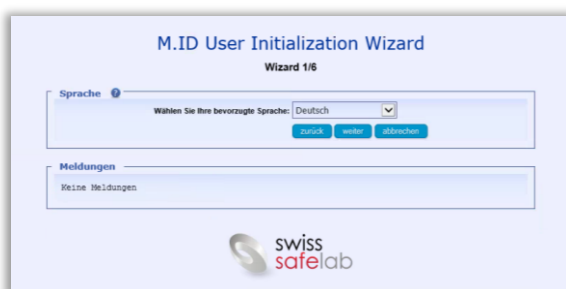 M.ID User Initialization Wizard
Wizard 1/6
Sprache ?
Wählen Sie Ihre bevorzugte Sprache: Deutsch
zurück weiter abbrechen
Meldungen
Keine Meldungen
swiss
safelab